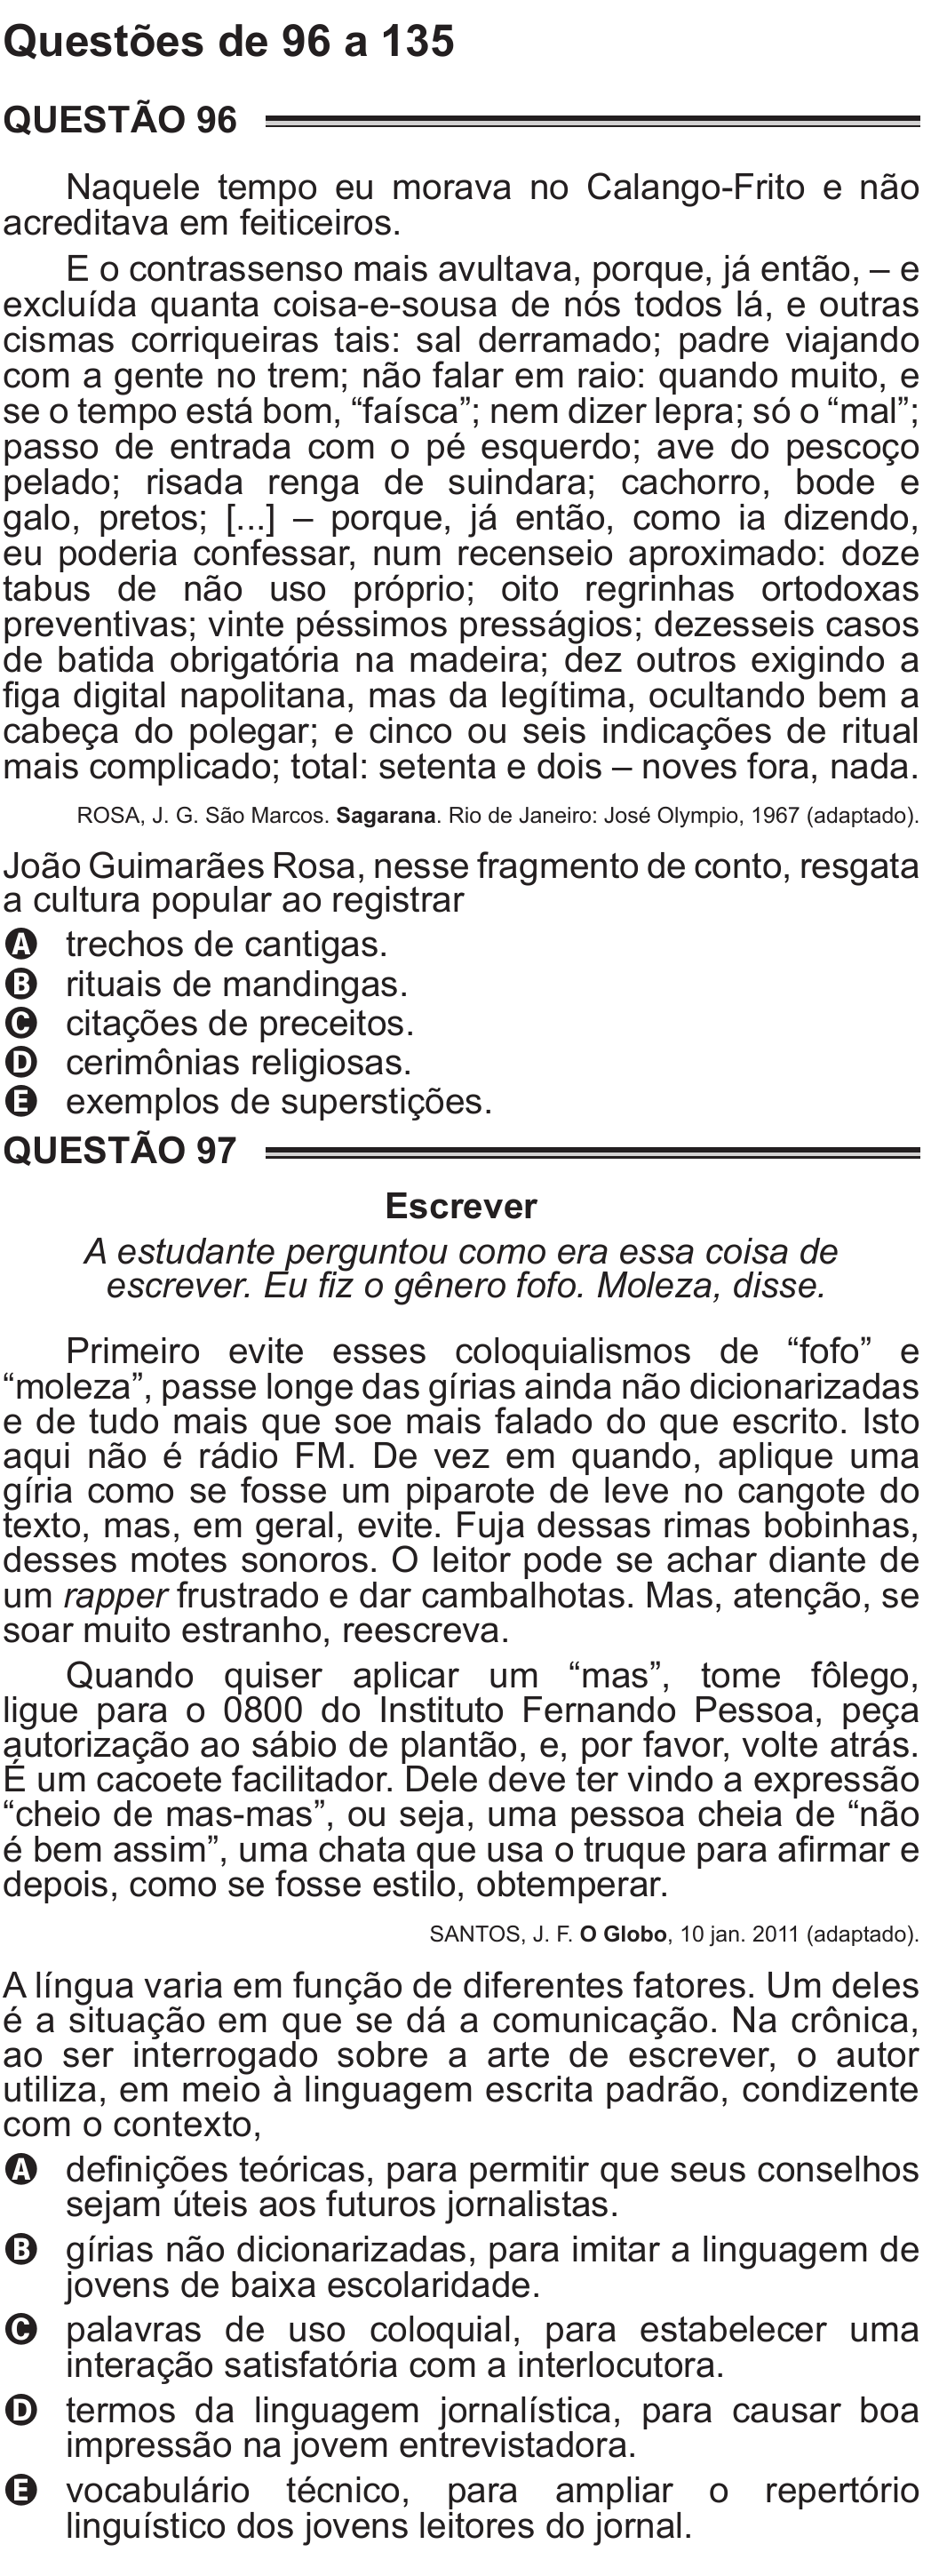 Questões de 96 a 135
QUESTÃO 96
Naquele tempo eu morava no Calango-Frito e não
acreditava em feiticeiros.
E o contrassenso mais avultava, porque, já então, – e
excluída quanta coisa-e-sousa de nós todos lá, e outras
cismas corriqueiras tais: sal derramado; padre viajando
com a gente no trem; não falar em raio: quando muito, e
se o tempo está bom, “faísca”; nem dizer lepra; só o “mal”;
passo de entrada com o pé esquerdo; ave do pescoço
pelado; risada renga de suindara; cachorro, bode e
galo, pretos; [...] – porque, já então, como ia dizendo,
eu poderia confessar, num recenseio aproximado: doze
tabus de não uso próprio; oito regrinhas ortodoxas
preventivas; vinte péssimos presságios; dezesseis casos
de batida obrigatória na madeira; dez outros exigindo a
figa digital napolitana, mas da legítima, ocultando bem a
cabeça do polegar; e cinco ou seis indicações de ritual
mais complicado; total: setenta e dois – noves fora, nada.
ROSA, J. G. São Marcos. Sagarana. Rio de Janeiro: José Olympio, 1967 (adaptado).
João Guimarães Rosa, nesse fragmento de conto, resgata
a cultura popular ao registrar
A trechos de cantigas.
B rituais de mandingas.
C citações de preceitos.
D cerimônias religiosas.
E exemplos de superstições.
QUESTÃO 97
Escrever
A estudante perguntou como era essa coisa de
escrever. Eu fiz o gênero fofo. Moleza, disse.
Primeiro evite esses coloquialismos de “fofo” e
“moleza”, passe longe das gírias ainda não dicionarizadas
e de tudo mais que soe mais falado do que escrito. Isto
aqui não é rádio FM. De vez em quando, aplique uma
gíria como se fosse um piparote de leve no cangote do
texto, mas, em geral, evite. Fuja dessas rimas bobinhas,
desses motes sonoros. O leitor pode se achar diante de
um rapper frustrado e dar cambalhotas. Mas, atenção, se
soar muito estranho, reescreva.
Quando quiser aplicar um “mas”, tome fôlego,
ligue para o 0800 do Instituto Fernando Pessoa, peça
autorização ao sábio de plantão, e, por favor, volte atrás.
É um cacoete facilitador. Dele deve ter vindo a expressão
“cheio de mas-mas”, ou seja, uma pessoa cheia de “não
é bem assim”, uma chata que usa o truque para afirmar e
depois, como se fosse estilo, obtemperar.
SANTOS, J. F. O Globo, 10 jan. 2011 (adaptado).
A língua varia em função de diferentes fatores. Um deles
é a situação em que se dá a comunicação. Na crônica,
ao ser interrogado sobre a arte de escrever, o autor
utiliza, em meio à linguagem escrita padrão, condizente
com o contexto,
A definições teóricas, para permitir que seus conselhos
sejam úteis aos futuros jornalistas.
B gírias não dicionarizadas, para imitar a linguagem de
jovens de baixa escolaridade.
C palavras de uso coloquial, para estabelecer uma
interação satisfatória com a interlocutora.
D termos da linguagem jornalística, para causar boa
impressão na jovem entrevistadora.
E vocabulário técnico, para ampliar o repertório
linguístico dos jovens leitores do jornal.